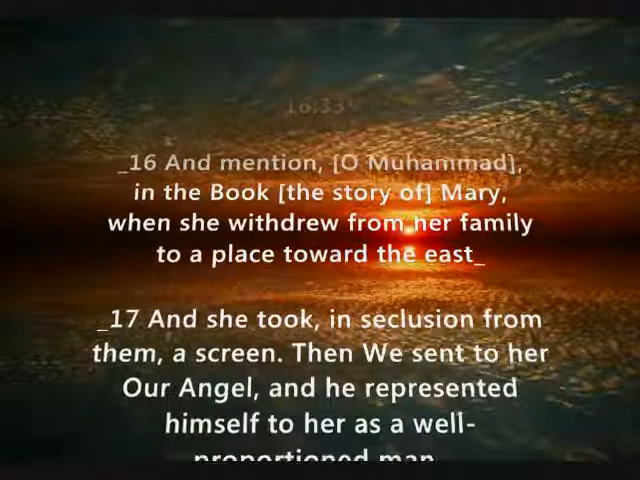 16:33
_16 And mention, [O Muhammad],
in the Book [the story of] Mary,
when she withdrew from her family
to a place toward the east_
_17 And she took, in seclusion from
them, a screen. Then We sent to her
Our Angel, and he represented
himself to her as a well-
proportioned man